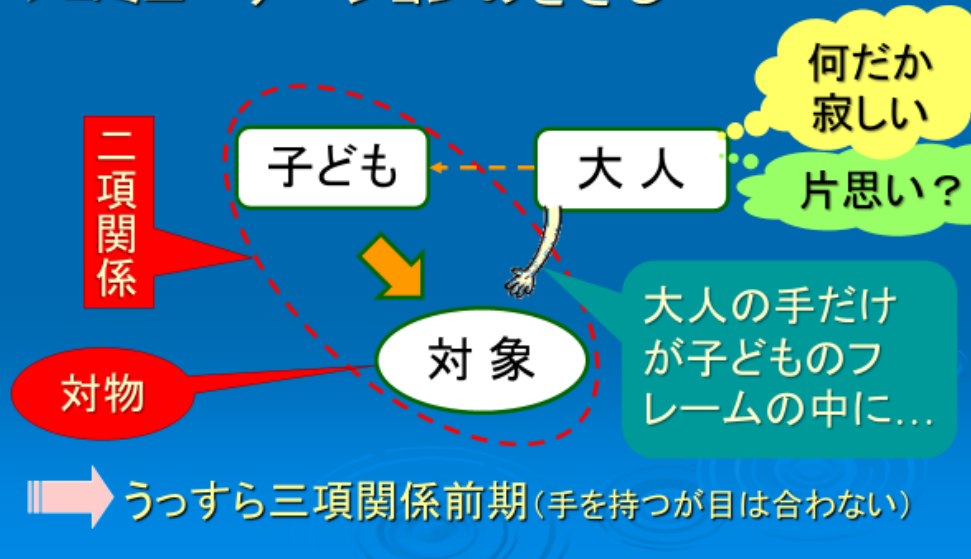 何だか
寂しい
子ども
大人
片思い？
二項関係
大人の手だけ
が子どものフ
レームの中に…
対象
対物
うっすら三項関係前期（手を持つが目は合わない）